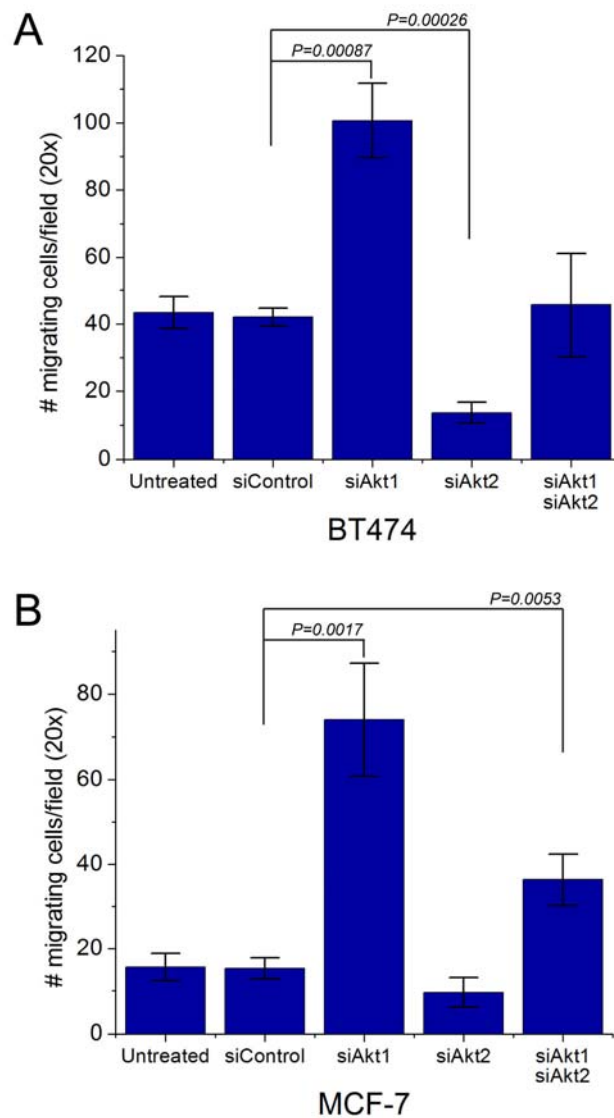 A
P=0.00026
P=0.00087
120
100
80
60
40
20
0
# migrating cells/field (20x)
Untreated siControl siAkt1 siAkt2 siAkt1
siAkt2
BT474
B
P=0.0053
P=0.0017
80
60
40
20
0
# migrating cells/field (20x)
Untreated siControl siAkt1 siAkt2 siAkt1
siAkt2
MCF-7